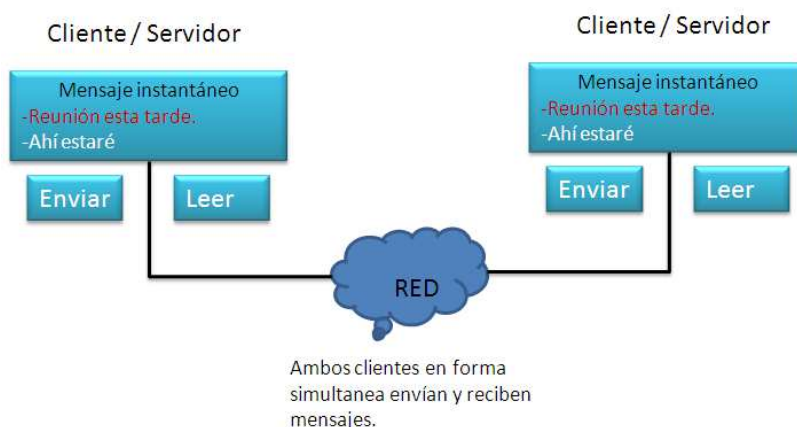 Cliente / Servidor
Mensaje instantáneo
-Reunión esta tarde.
-Ahí estaré
Enviar
Leer
Cliente / Servidor
Mensaje instantáneo
-Reunión esta tarde.
-Ahí estaré
Enviar
Leer
RED
Ambos clientes en forma
simultanea envían y reciben
mensajes.